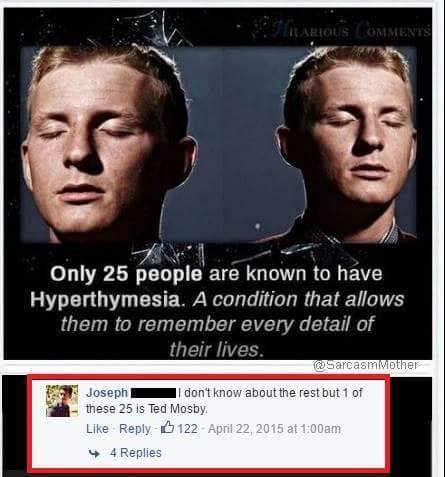 HILARIOUS COMMENTS
Only 25 people are known to have
Hyperthymesia. A condition that allows
them to remember every detail of
their lives.
@SarcasmMother
Joseph I don't know about the rest but 1 of
these 25 is Ted Mosby.
Like · Reply · 122 · April 22, 2015 at 1:00am
4 Replies